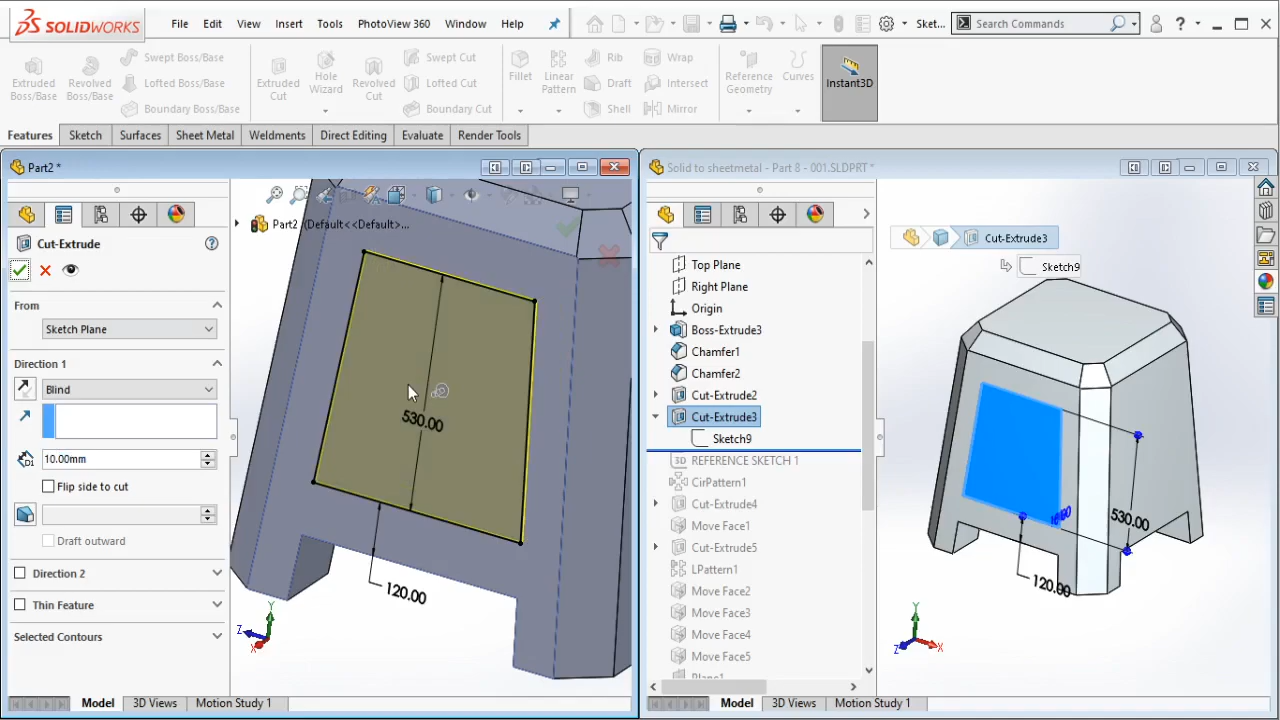 SOLIDWORKS
File Edit View Insert Tools PhotoView 360 Window Help
Sket...
Search Commands
?
Extruded Boss/Base
Revolved Boss/Base
Swept Boss/Base
Lofted Boss/Base
Boundary Boss/Base
Extruded Cut
Hole Wizard
Revolved Cut
Swept Cut
Lofted Cut
Boundary Cut
Fillet
Linear Pattern
Rib
Draft
Shell
Wrap
Intersect
Mirror
Reference Geometry
Curves
Instant3D
Features Sketch Surfaces Sheet Metal Weldments Direct Editing Evaluate Render Tools
Part2 *
Part2 (Default<<Default>...
Cut-Extrude
?
From
Sketch Plane
Direction 1
Blind
D1
10.00mm
Flip side to cut
Draft outward
Direction 2
Thin Feature
Selected Contours
530.00
120.00
Y
Z
X
Model 3D Views Motion Study 1
Solid to sheetmetal - Part 8 - 001.SLDPRT *
Top Plane
Right Plane
Origin
Boss-Extrude3
Chamfer1
Chamfer2
Cut-Extrude2
Cut-Extrude3
Sketch9
3D REFERENCE SKETCH 1
CirPattern1
Cut-Extrude4
Move Face1
Cut-Extrude5
LPattern1
Move Face2
Move Face3
Move Face4
Move Face5
Plane1
Cut-Extrude3
Sketch9
530.00
120.00
Y
Z
X
Model 3D Views Motion Study 1